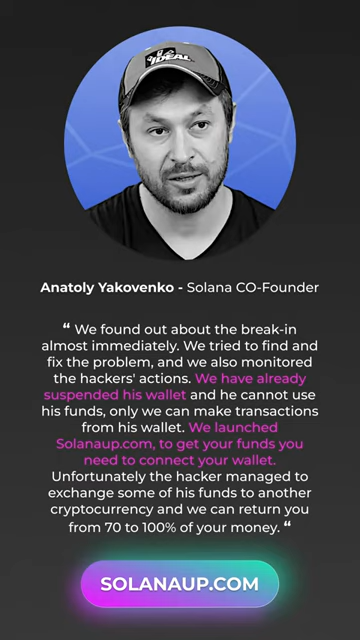 IDEAL
Anatoly Yakovenko - Solana CO-Founder
“ We found out about the break-in
almost immediately. We tried to find and
fix the problem, and we also monitored
the hackers' actions. We have already
suspended his wallet and he cannot use
his funds, only we can make transactions
from his wallet. We launched
Solanaup.com, to get your funds you
need to connect your wallet.
Unfortunately the hacker managed to
exchange some of his funds to another
cryptocurrency and we can return you
from 70 to 100% of your money. “
SOLANAUP.COM